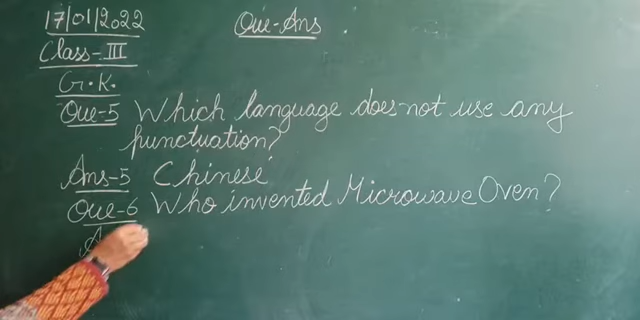 17/01/2022
Que-Ans
Class-III
G.K.
Que-5 Which language does not use any
punctuation?
Ans-5 Chinese
Que-6 Who invented Microwave Oven?
A